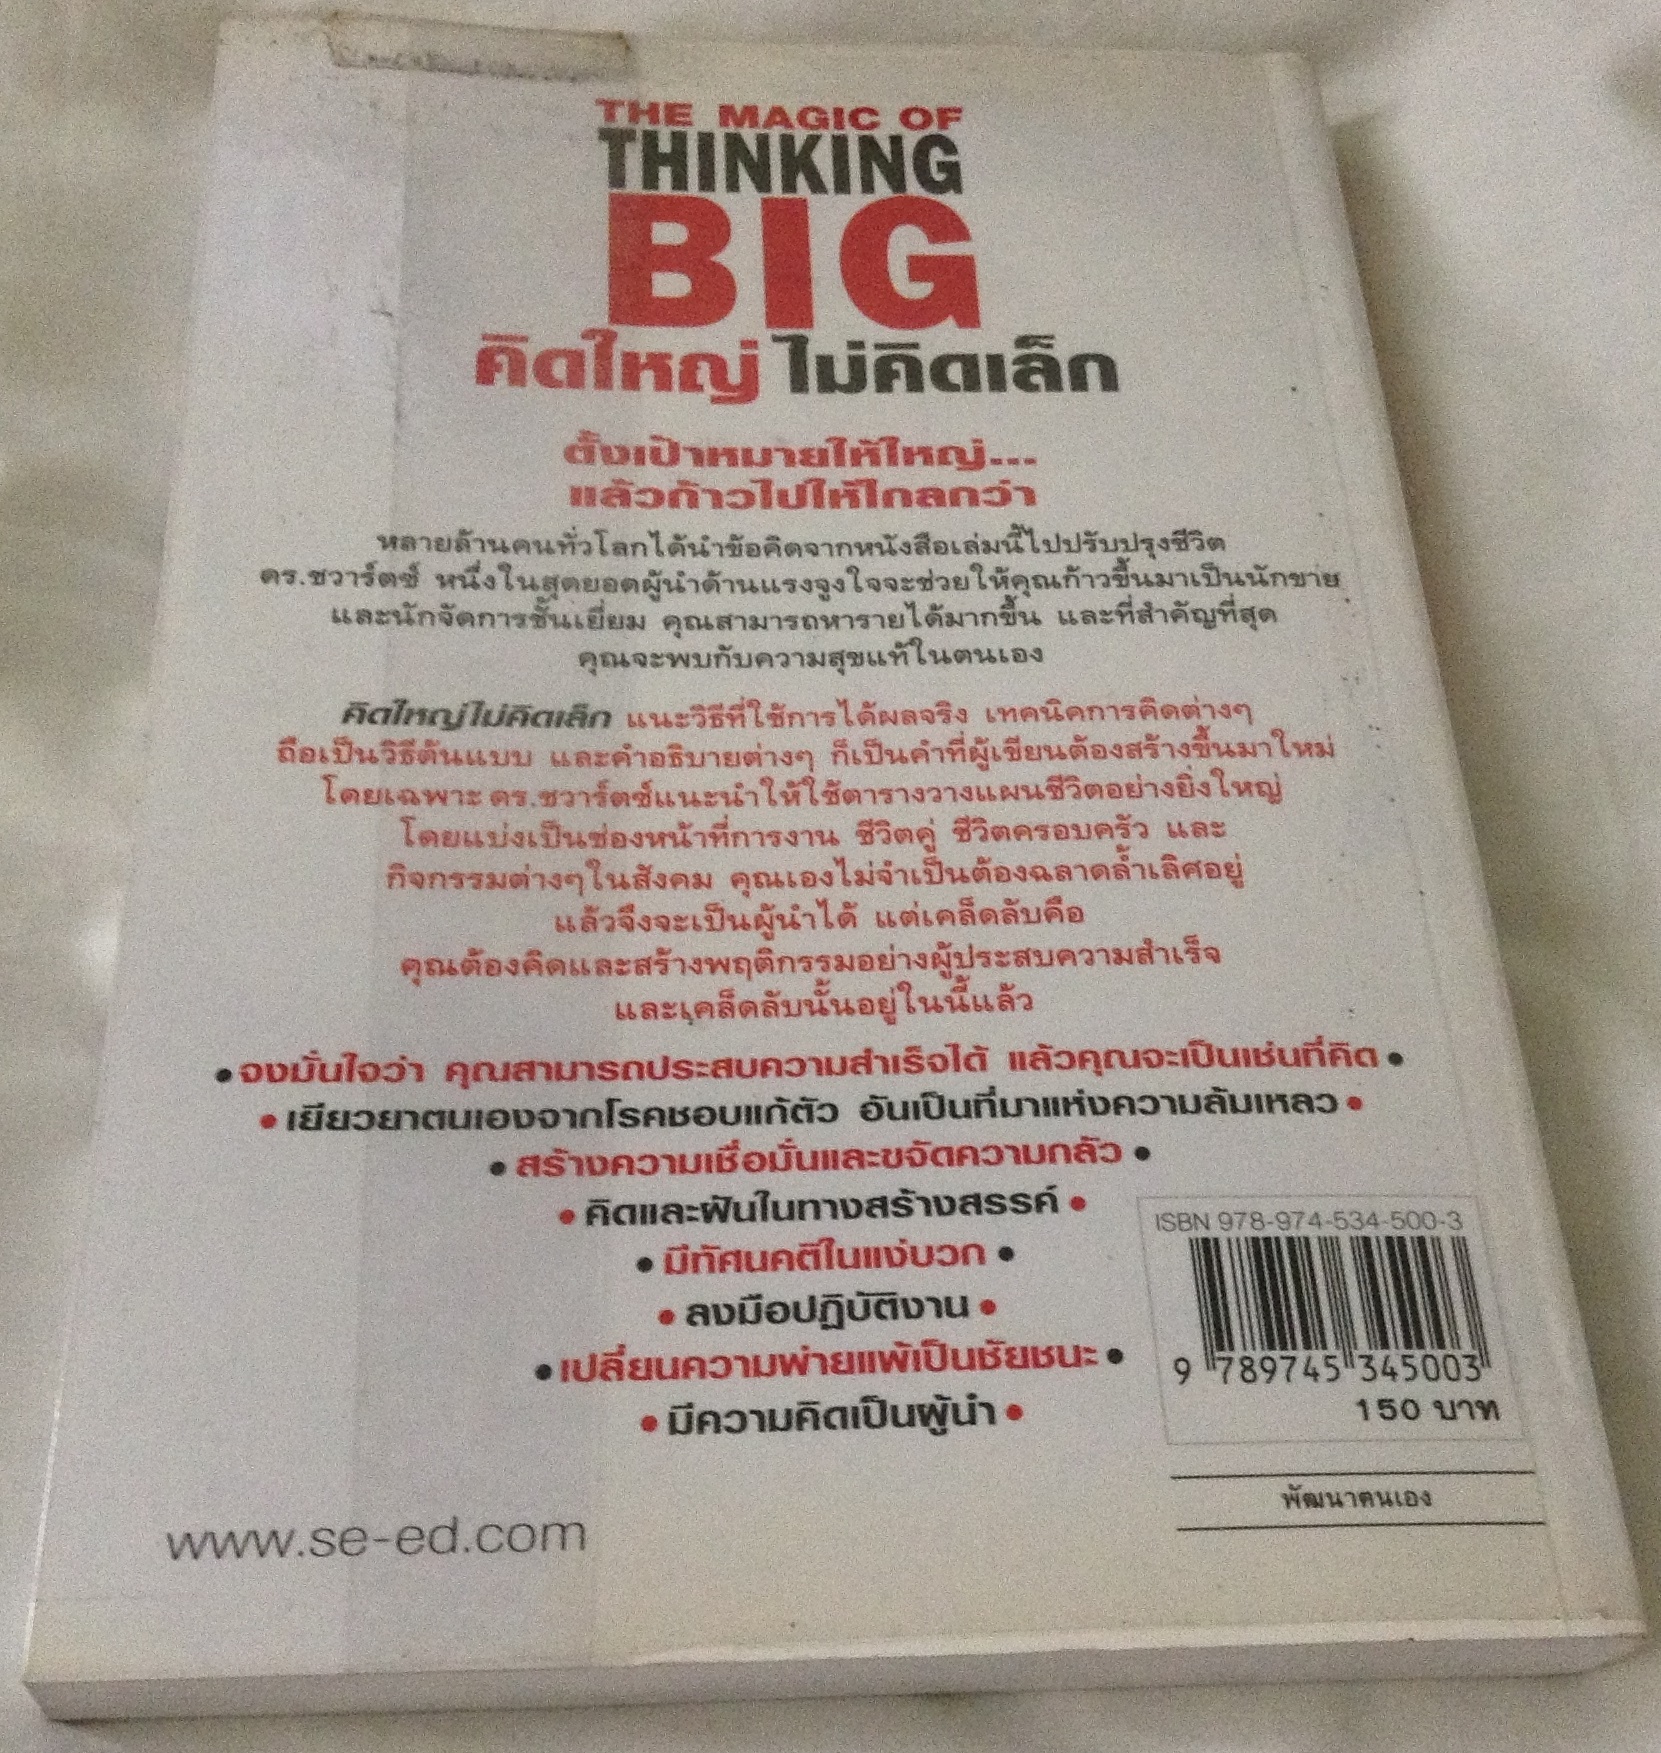 THE MAGIC OF
THINKING
BIG
คิดใหญ่ ไม่คิดเล็ก
ตั้งเป้าหมายให้ใหญ่...
แล้วก้าวไปให้ไกลกว่า
หลายล้านคนทั่วโลกได้นำข้อคิดจากหนังสือเล่มนี้ไปปรับปรุงชีวิต
ดร.ชวาร์ตซ์ หนึ่งในสุดยอดผู้นำด้านแรงจูงใจจะช่วยให้คุณก้าวขึ้นมาเป็นนักขาย
และนักจัดการชั้นเยี่ยม คุณสามารถหารายได้มากขึ้น และที่สำคัญที่สุด
คุณจะพบกับความสุขแท้ในตนเอง
คิดใหญ่ไม่คิดเล็ก แนะวิธีที่ใช้การได้ผลจริง เทคนิคการคิดต่างๆ
ถือเป็นวิธีต้นแบบ และคำอธิบายต่างๆ ก็เป็นคำที่ผู้เขียนต้องสร้างขึ้นมาใหม่
โดยเฉพาะ ดร.ชวาร์ตซ์แนะนำให้ใช้ตารางวางแผนชีวิตอย่างยิ่งใหญ่
โดยแบ่งเป็นช่องหน้าที่การงาน ชีวิตคู่ ชีวิตครอบครัว และ
กิจกรรมต่างๆในสังคม คุณเองไม่จำเป็นต้องฉลาดล้ำเลิศอยู่
แล้วจึงจะเป็นผู้นำได้ แต่เคล็ดลับคือ
คุณต้องคิดและสร้างพฤติกรรมอย่างผู้ประสบความสำเร็จ
และเคล็ดลับนั้นอยู่ในนี้แล้ว
• จงมั่นใจว่า คุณสามารถประสบความสำเร็จได้ แล้วคุณจะเป็นเช่นที่คิด •
• เยียวยาตนเองจากโรคชอบแก้ตัว อันเป็นที่มาแห่งความล้มเหลว •
• สร้างความเชื่อมั่นและขจัดความกลัว •
• คิดและฝันในทางสร้างสรรค์ •
• มีทัศนคติในแง่บวก •
• ลงมือปฏิบัติงาน •
• เปลี่ยนความพ่ายแพ้เป็นชัยชนะ •
• มีความคิดเป็นผู้นำ •
ISBN 978-974-534-500-3
9 789745 345003
150 บาท
พัฒนาตนเอง
www.se-ed.com